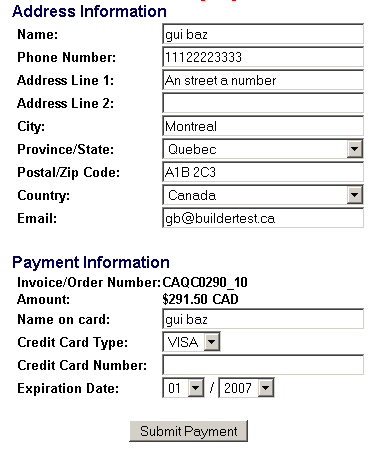 Address Information
Name: gui baz
Phone Number: 11122223333
Address Line 1: An street a number
Address Line 2:
City: Montreal
Province/State: Quebec
Postal/Zip Code: A1B 2C3
Country: Canada
Email: gb@buildertest.ca
Payment Information
Invoice/Order Number: CAQC0290_10
Amount: $291.50 CAD
Name on card: gui baz
Credit Card Type: VISA
Credit Card Number:
Expiration Date: 01 / 2007
Submit Payment